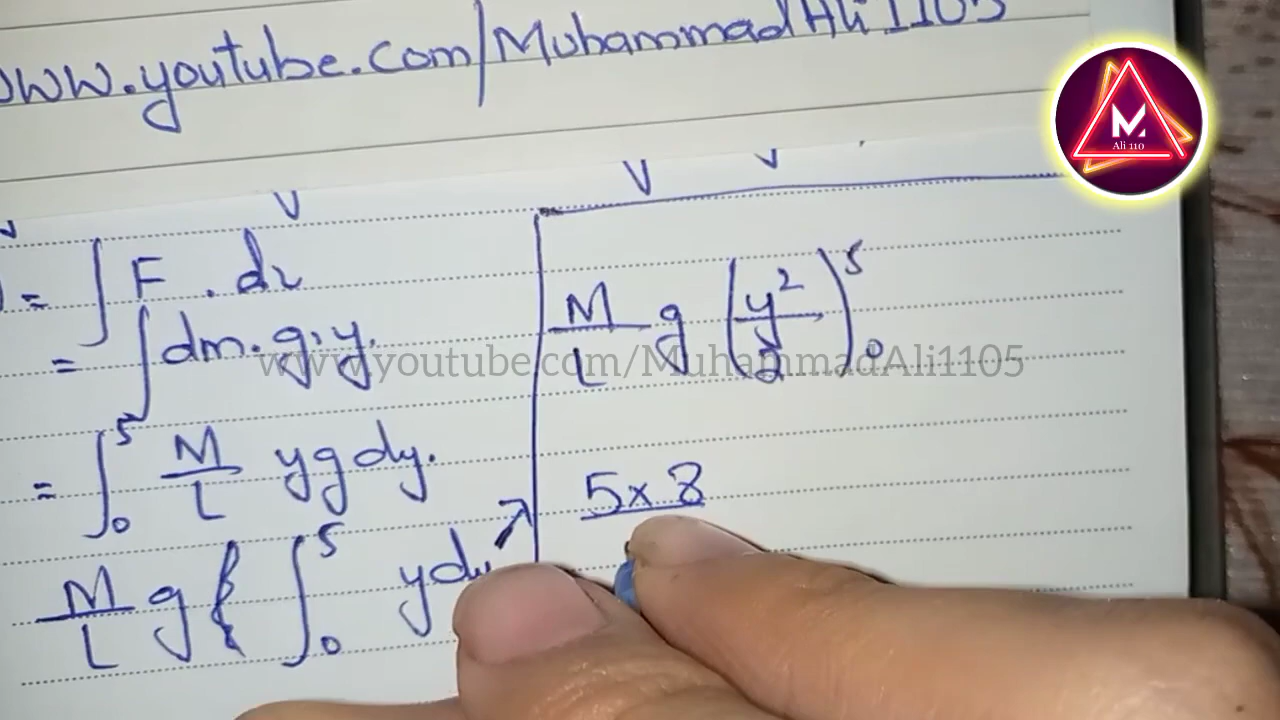 www.youtube.com/MuhammadAli1105
M
Ali 110
= ∫ F . dr
= ∫ dm.g.y.
= ∫₀⁵ M/L yg dy.
M/L g { ∫₀⁵ y dy
M/L g (y²/2)₀⁵
5 x 8
www.youtube.com/MuhammadAli1105